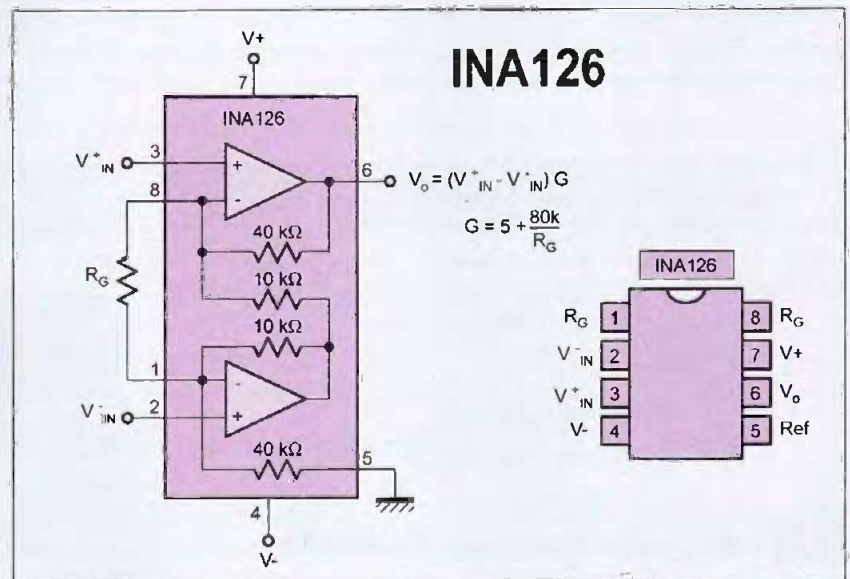 INA126
V+
7
INA126
V⁺IN
3
+
6
Vo = (V⁺IN - V⁻IN) G
8
-
G = 5 + 80k
RG
40 kΩ
10 kΩ
RG
10 kΩ
1
-
V⁻IN
2
+
40 kΩ
5
4
V-
INA126
RG 1 8 RG
V⁻IN 2 7 V+
V⁺IN 3 6 Vo
V- 4 5 Ref